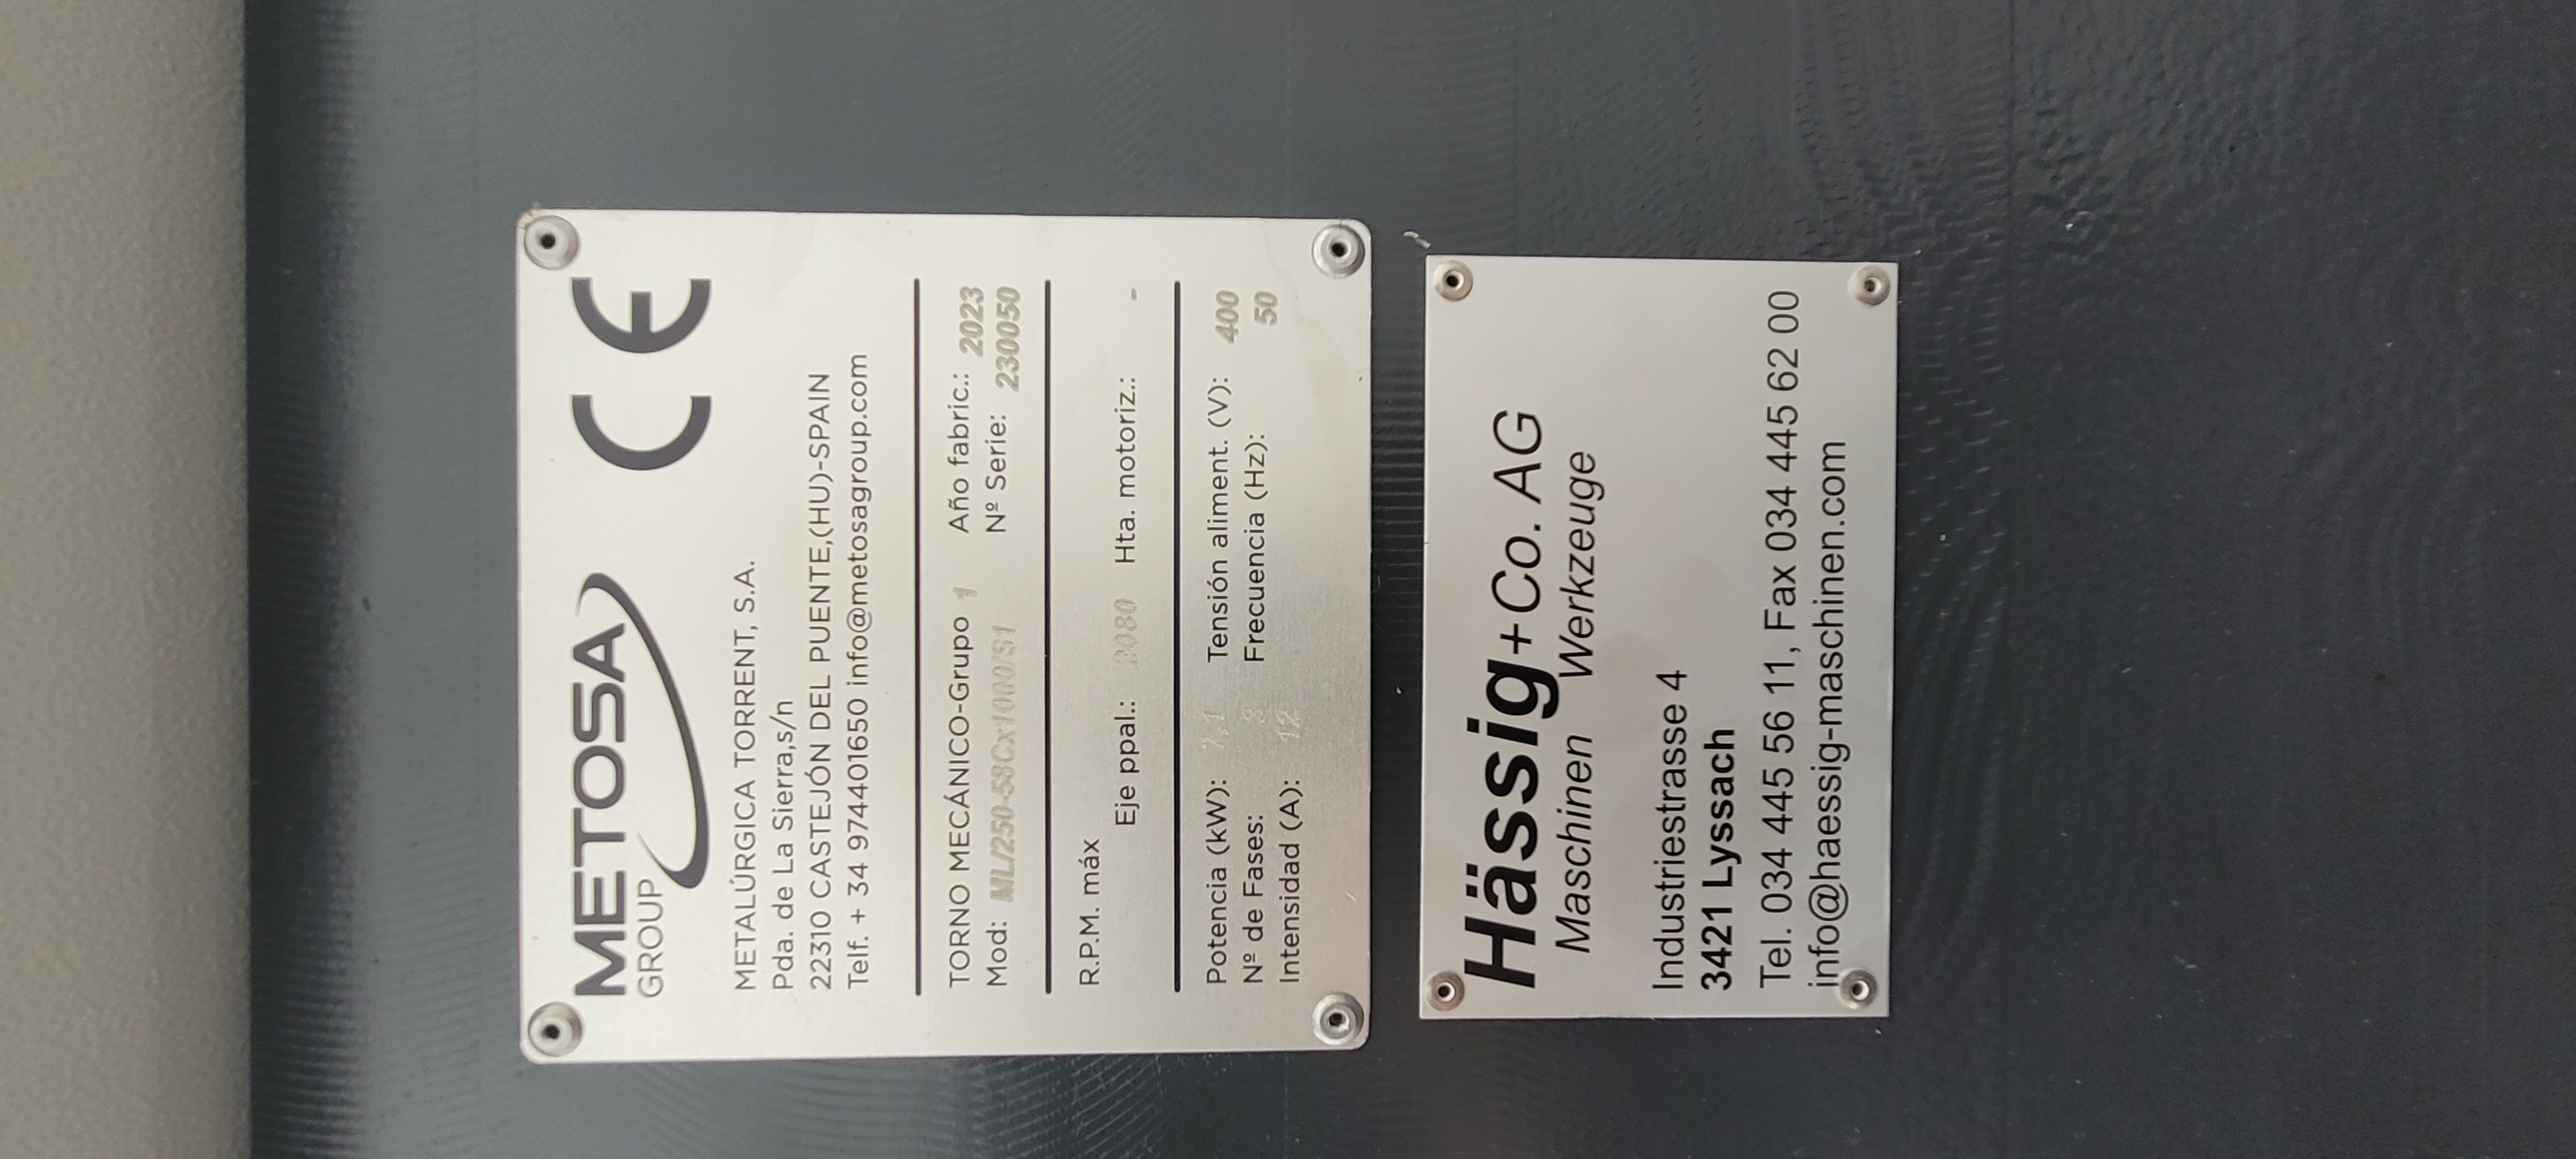 METOSA
GROUP
CE
METALÚRGICA TORRENT, S.A.
Pda. de La Sierra,s/n
22310 CASTEJÓN DEL PUENTE,(HU)-SPAIN
Telf. + 34 974401650 info@metosagroup.com
TORNO MECÁNICO-Grupo 1 Año fabric.: 2023
Mod: ML/250-58Cx1000/S1 Nº Serie: 230050
R.P.M. máx
Eje ppal.: 2080 Hta. motoriz.: -
Potencia (kW): 7,1 Tensión aliment. (V): 400
Nº de Fases: 3 Frecuencia (Hz): 50
Intensidad (A): 12
Hässig+Co. AG
Maschinen Werkzeuge
Industriestrasse 4
3421 Lyssach
Tel. 034 445 56 11, Fax 034 445 62 00
info@haessig-maschinen.com